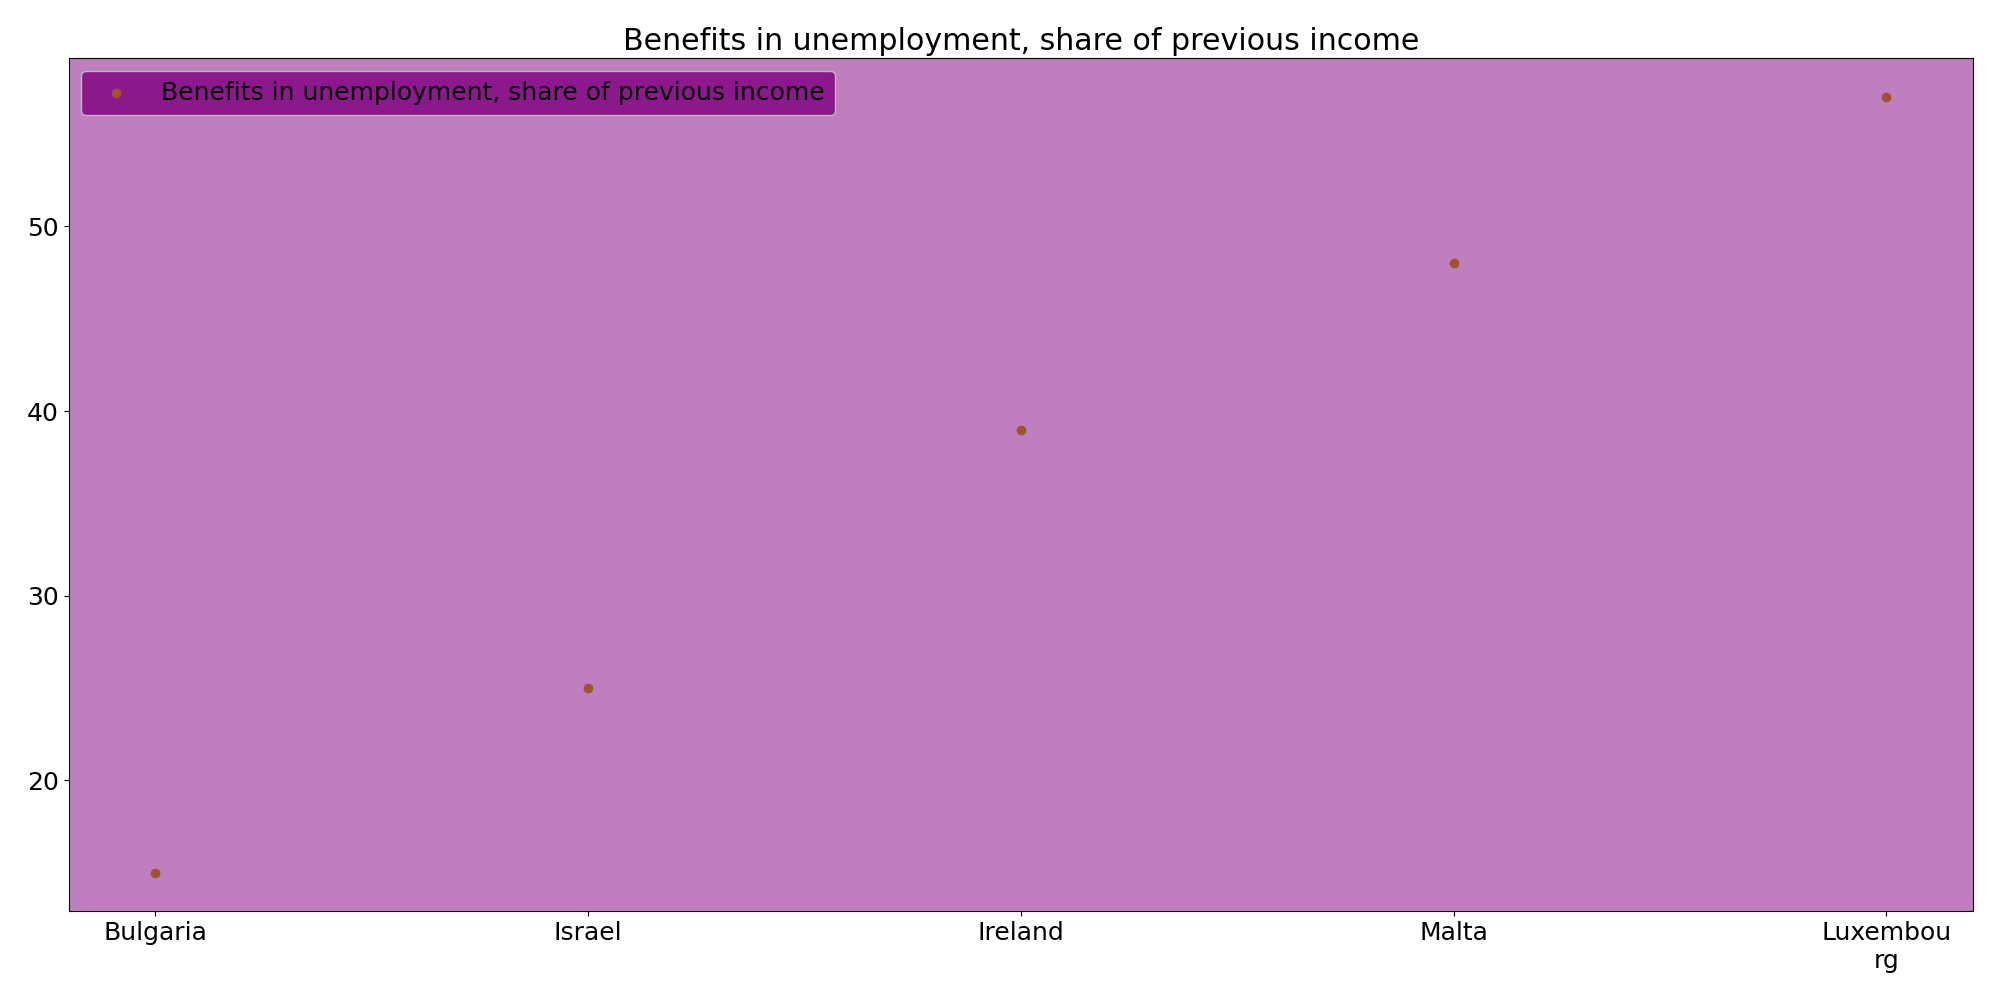 Benefits in unemployment, share of previous income
Benefits in unemployment, share of previous income
50
40
30
20
Bulgaria
Israel
Ireland
Malta
Luxembou
rg